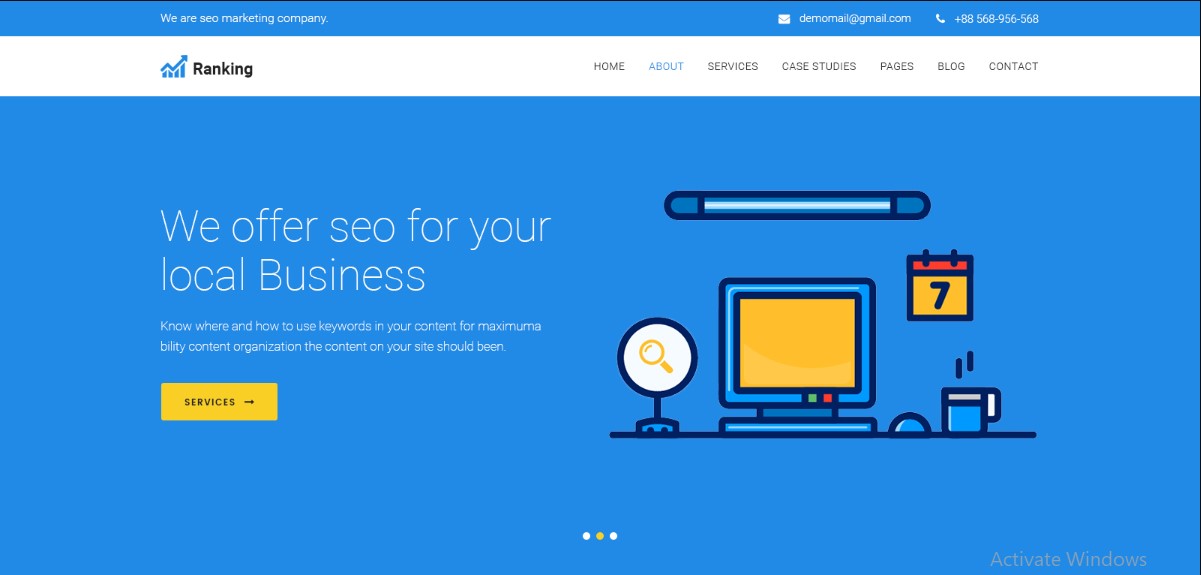 We are seo marketing company.
demomail@gmail.com
+88 568-956-568
Ranking
HOME ABOUT SERVICES CASE STUDIES PAGES BLOG CONTACT
We offer seo for your
local Business
Know where and how to use keywords in your content for maximuma
bility content organization the content on your site should been.
SERVICES →
7
Activate Windows